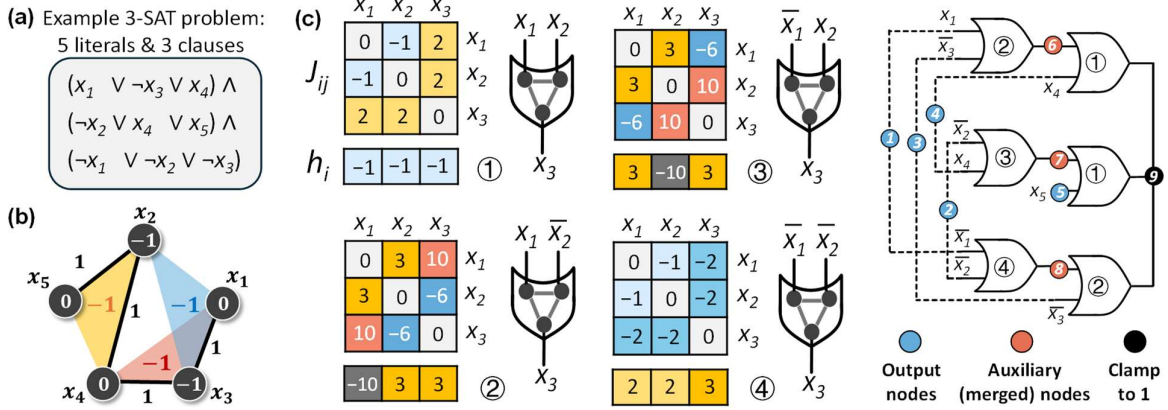 (a) Example 3-SAT problem:
5 literals & 3 clauses
(x₁ ∨ ¬x₃ ∨ x₄) ∧
(¬x₂ ∨ x₄ ∨ x₅) ∧
(¬x₁ ∨ ¬x₂ ∨ ¬x₃)
(b)
x₂
−1
1
x₅
x₁
0
−1
−1
1
0
1
−1
x₄
0
1
−1
x₃
(c)
x₁ x₂ x₃
J_ij
0 −1 2 x₁
−1 0 2 x₂
2 2 0 x₃
h_i
−1 −1 −1
①
x₁ x₂
x₃
x₁ x₂ x₃
0 3 −6 x₁
3 0 10 x₂
−6 10 0 x₃
3 −10 3
③
x̅₁ x₂
x₃
x₁ x₂ x₃
0 3 10 x₁
3 0 −6 x₂
10 −6 0 x₃
−10 3 3
②
x₁ x̅₂
x₃
x₁ x₂ x₃
0 −1 −2 x₁
−1 0 −2 x₂
−2 −2 0 x₃
2 2 3
④
x̅₁ x̅₂
x₃
x₁
x̅₃
②
6
①
x₄
1
3
4
x̅₂
x₄
③
7
①
x₅
5
9
2
x̅₁
x̅₂
④
8
②
x̅₃
Output
nodes
Auxiliary
(merged) nodes
Clamp
to 1